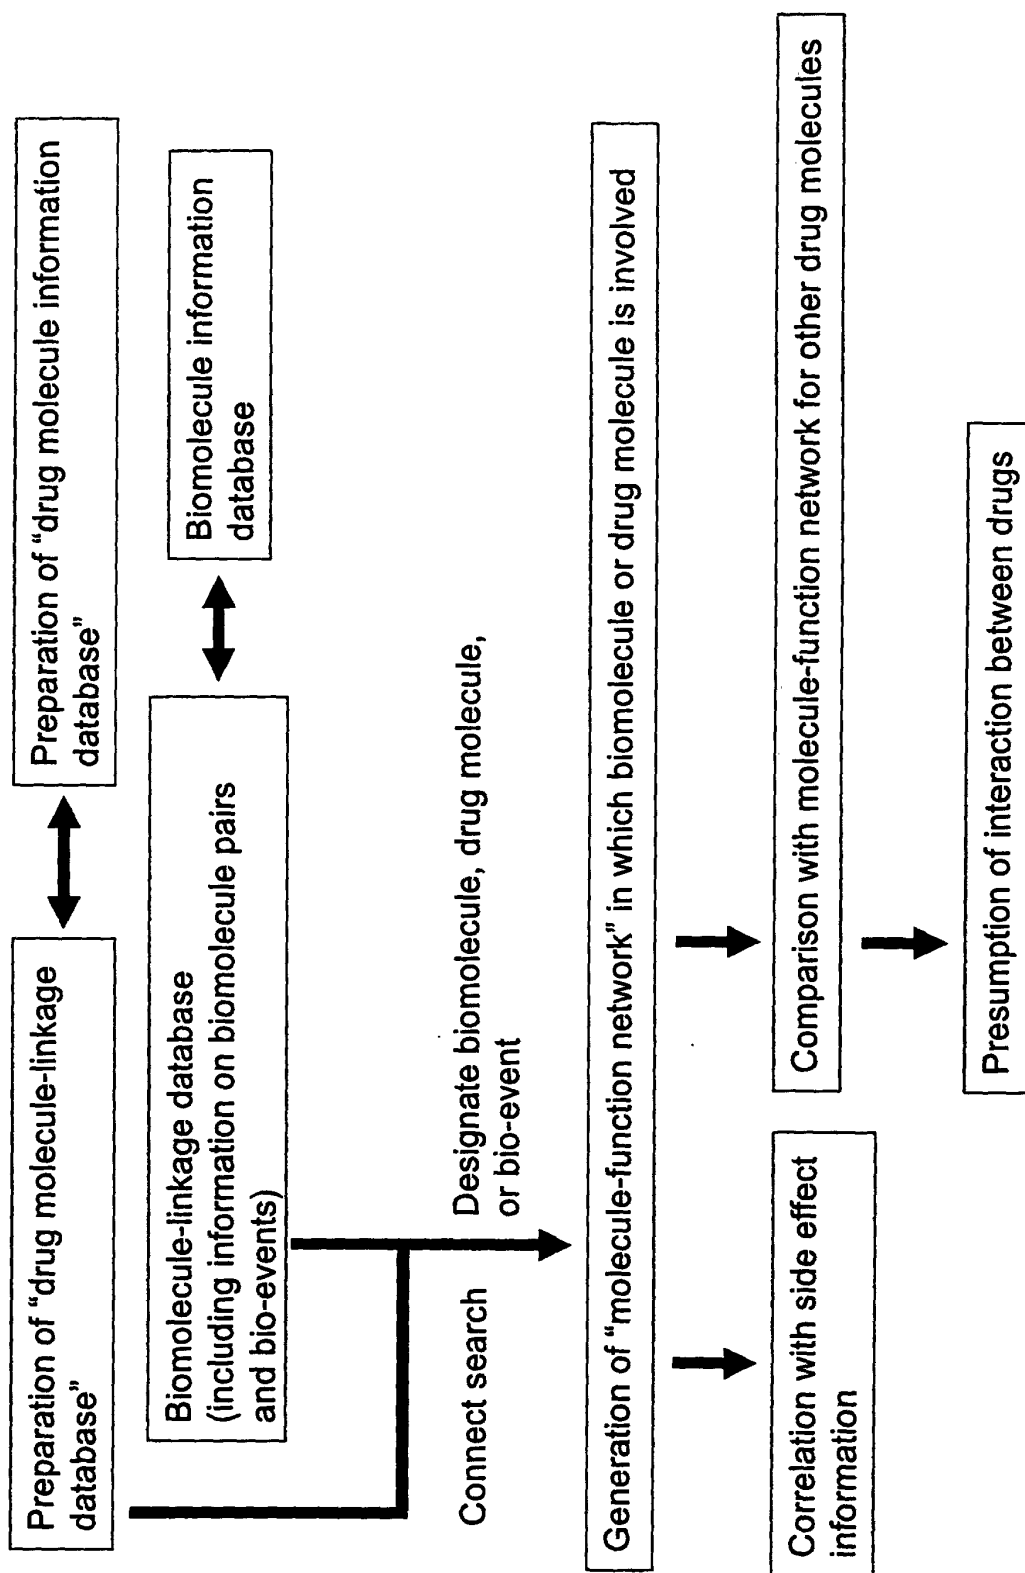 Preparation of “drug molecule-linkage
database”
Preparation of “drug molecule information
database”
Biomolecule-linkage database
(including information on biomolecule pairs
and bio-events)
Biomolecule information
database
Connect search
Designate biomolecule, drug molecule,
or bio-event
Generation of “molecule-function network” in which biomolecule or drug molecule is involved
Correlation with side effect
information
Comparison with molecule-function network for other drug molecules
Presumption of interaction between drugs